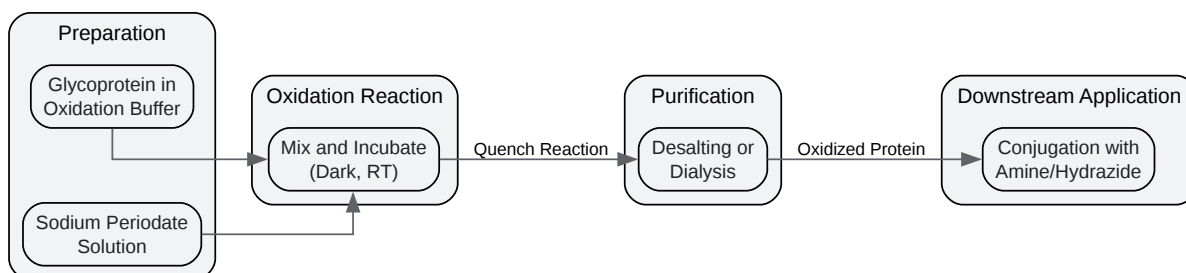 Preparation
Glycoprotein in
Oxidation Buffer
Sodium Periodate
Solution
Oxidation Reaction
Mix and Incubate
(Dark, RT)
Quench Reaction
Purification
Desalting or
Dialysis
Oxidized Protein
Downstream Application
Conjugation with
Amine/Hydrazide